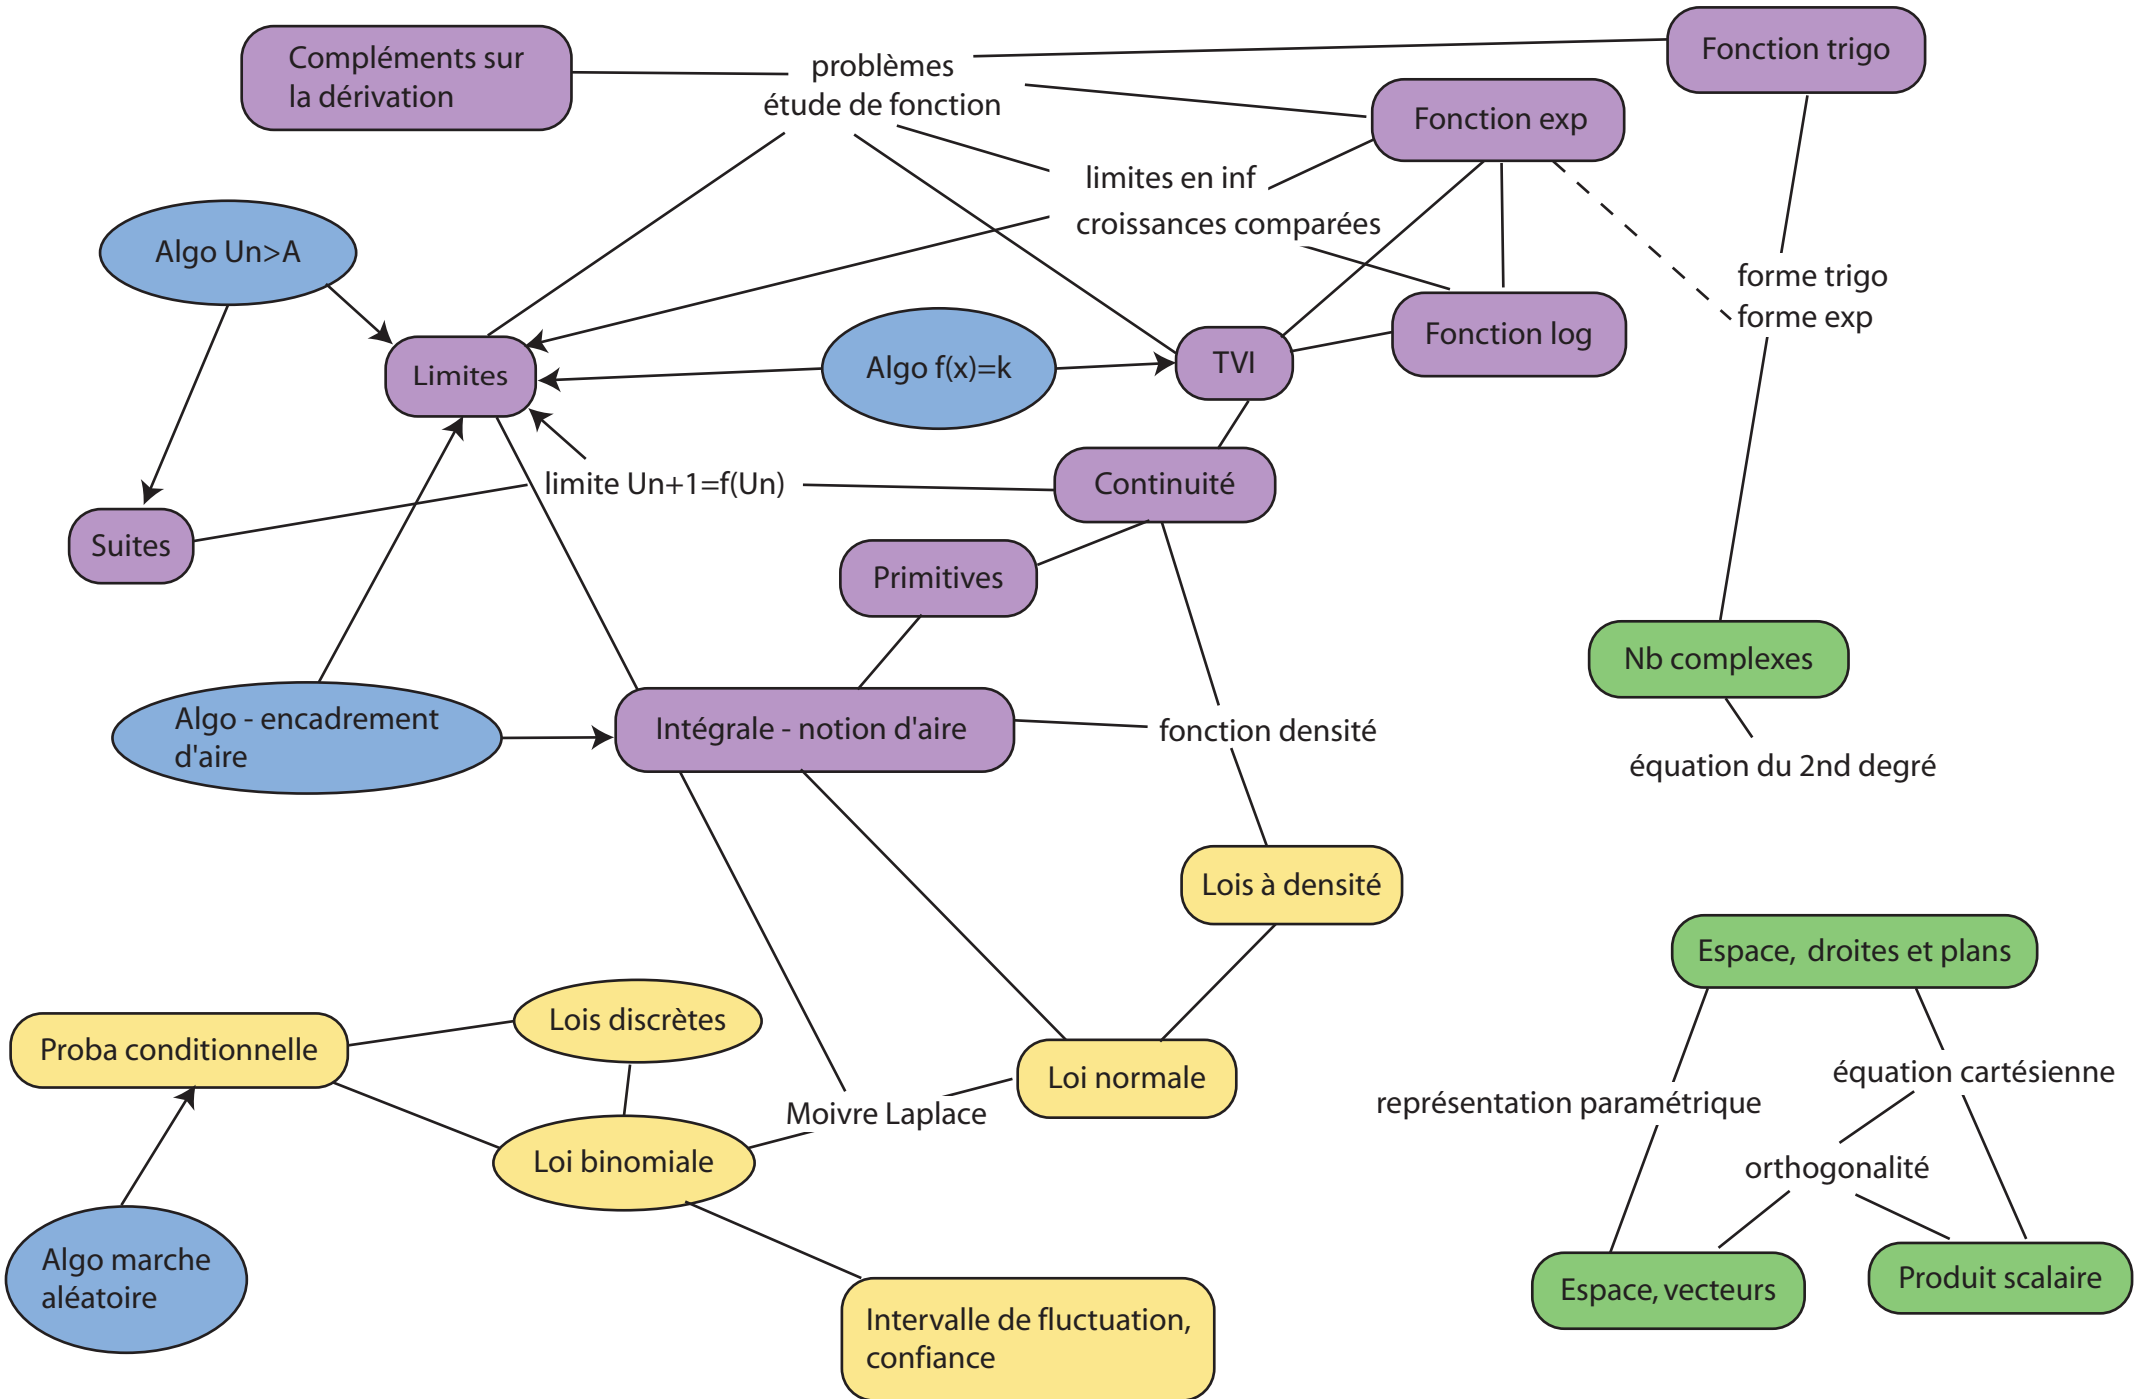 Compléments sur
la dérivation
problèmes
étude de fonction
Fonction trigo
Fonction exp
limites en inf
croissances comparées
Algo Un>A
forme trigo
forme exp
Fonction log
TVI
Algo f(x)=k
Limites
limite Un+1=f(Un)
Continuité
Suites
Primitives
Nb complexes
Algo - encadrement
d'aire
Intégrale - notion d'aire
fonction densité
équation du 2nd degré
Lois à densité
Espace, droites et plans
Lois discrètes
Proba conditionnelle
Loi normale
Moivre Laplace
équation cartésienne
représentation paramétrique
Loi binomiale
orthogonalité
Algo marche
aléatoire
Espace, vecteurs
Produit scalaire
Intervalle de fluctuation,
confiance